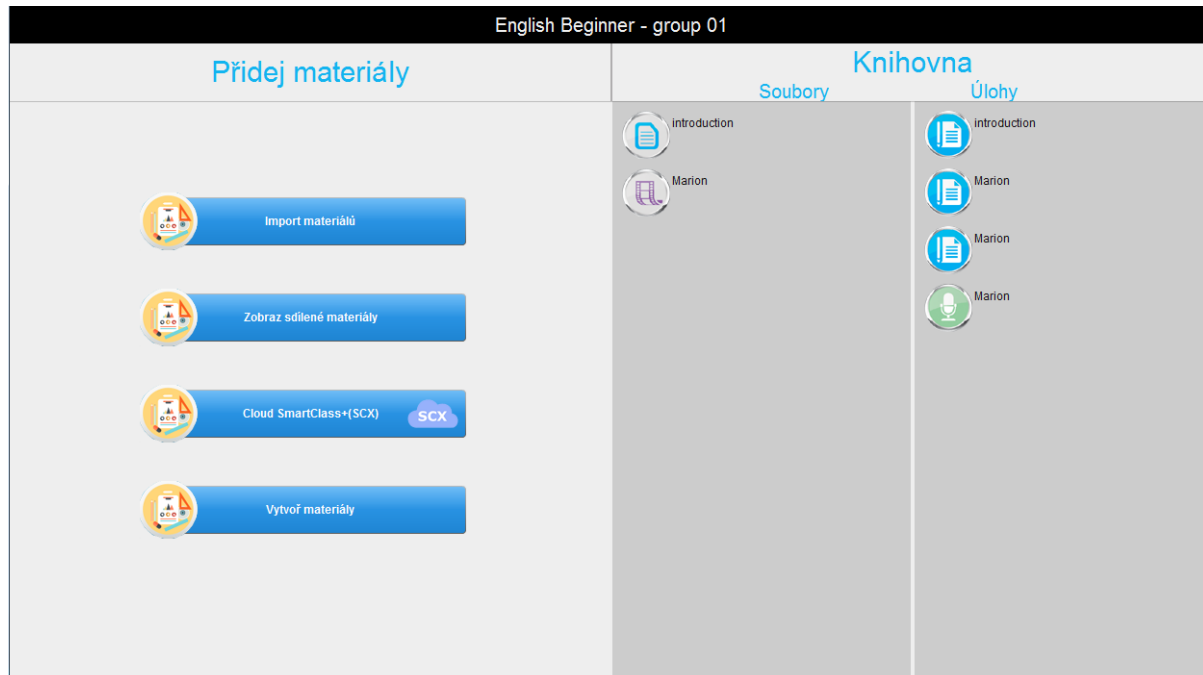 English Beginner - group 01
Přidej materiály
Import materiálů
Zobraz sdílené materiály
Cloud SmartClass+(SCX)
SCX
Vytvoř materiály
Knihovna
Soubory
Úlohy
introduction
Marion
introduction
Marion
Marion
Marion